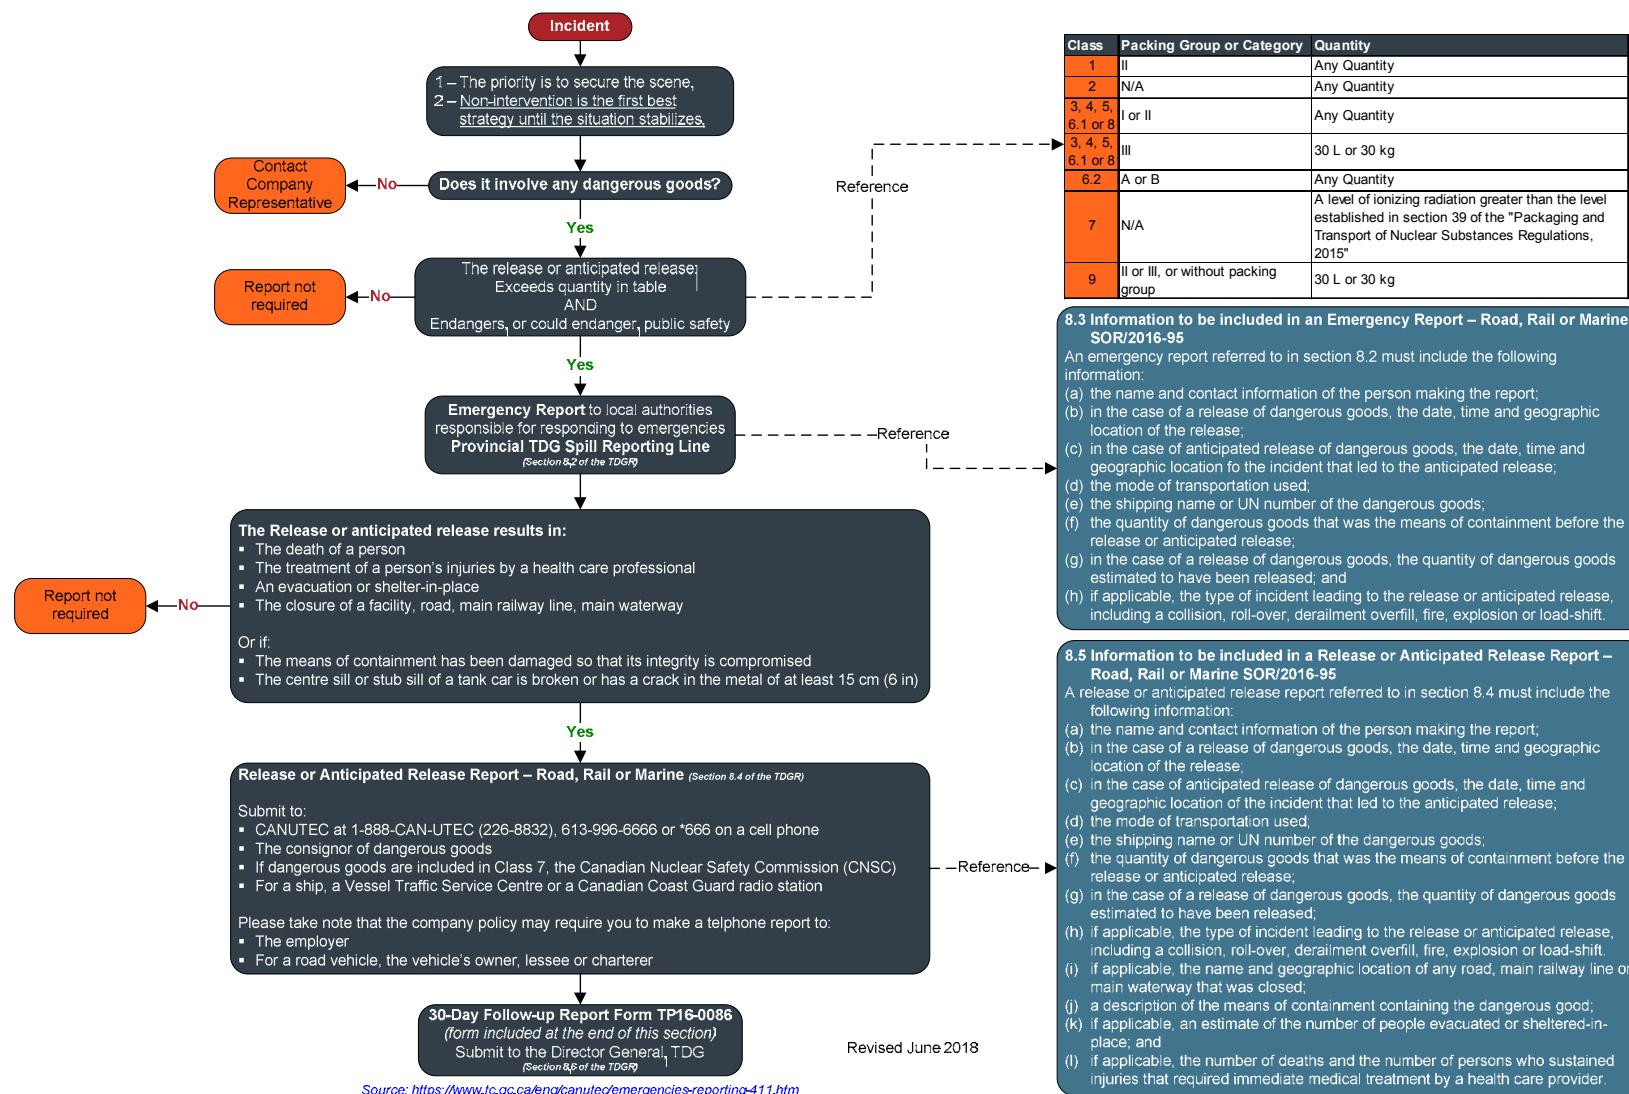 Incident
1 – The priority is to secure the scene,
2 – Non-intervention is the first best
strategy until the situation stabilizes,
Does it involve any dangerous goods?
No
Contact
Company
Representative
Yes
The release or anticipated release;
Exceeds quantity in table
AND
Endangers, or could endanger, public safety
No
Report not
required
Reference
Yes
Emergency Report to local authorities
responsible for responding to emergencies
Provincial TDG Spill Reporting Line
(Section 8,2 of the TDGR)
Reference
The Release or anticipated release results in:
▪ The death of a person
▪ The treatment of a person's injuries by a health care professional
▪ An evacuation or shelter-in-place
▪ The closure of a facility, road, main railway line, main waterway
Or if:
▪ The means of containment has been damaged so that its integrity is compromised
▪ The centre sill or stub sill of a tank car is broken or has a crack in the metal of at least 15 cm (6 in)
No
Report not
required
Yes
Release or Anticipated Release Report – Road, Rail or Marine (Section 8.4 of the TDGR)
Submit to:
▪ CANUTEC at 1-888-CAN-UTEC (226-8832), 613-996-6666 or *666 on a cell phone
▪ The consignor of dangerous goods
▪ If dangerous goods are included in Class 7, the Canadian Nuclear Safety Commission (CNSC)
▪ For a ship, a Vessel Traffic Service Centre or a Canadian Coast Guard radio station
Please take note that the company policy may require you to make a telphone report to:
▪ The employer
▪ For a road vehicle, the vehicle's owner, lessee or charterer
Reference
30-Day Follow-up Report Form TP16-0086
(form included at the end of this section)
Submit to the Director General, TDG
(Section 8,6 of the TDGR)
Revised June 2018
Source: https://www.tc.gc.ca/eng/canutec/emergencies-reporting-411.htm
Class Packing Group or Category Quantity
1 II Any Quantity
2 N/A Any Quantity
3, 4, 5,
6.1 or 8 I or II Any Quantity
3, 4, 5,
6.1 or 8 III 30 L or 30 kg
6.2 A or B Any Quantity
7 N/A A level of ionizing radiation greater than the level
established in section 39 of the "Packaging and
Transport of Nuclear Substances Regulations,
2015"
9 II or III, or without packing
group 30 L or 30 kg
8.3 Information to be included in an Emergency Report – Road, Rail or Marine
SOR/2016-95
An emergency report referred to in section 8.2 must include the following
information:
(a) the name and contact information of the person making the report;
(b) in the case of a release of dangerous goods, the date, time and geographic
location of the release;
(c) in the case of anticipated release of dangerous goods, the date, time and
geographic location fo the incident that led to the anticipated release;
(d) the mode of transportation used;
(e) the shipping name or UN number of the dangerous goods;
(f) the quantity of dangerous goods that was the means of containment before the
release or anticipated release;
(g) in the case of a release of dangerous goods, the quantity of dangerous goods
estimated to have been released; and
(h) if applicable, the type of incident leading to the release or anticipated release,
including a collision, roll-over, derailment overfill, fire, explosion or load-shift.
8.5 Information to be included in a Release or Anticipated Release Report –
Road, Rail or Marine SOR/2016-95
A release or anticipated release report referred to in section 8.4 must include the
following information:
(a) the name and contact information of the person making the report;
(b) in the case of a release of dangerous goods, the date, time and geographic
location of the release;
(c) in the case of anticipated release of dangerous goods, the date, time and
geographic location of the incident that led to the anticipated release;
(d) the mode of transportation used;
(e) the shipping name or UN number of the dangerous goods;
(f) the quantity of dangerous goods that was the means of containment before the
release or anticipated release;
(g) in the case of a release of dangerous goods, the quantity of dangerous goods
estimated to have been released;
(h) if applicable, the type of incident leading to the release or anticipated release,
including a collision, roll-over, derailment overfill, fire, explosion or load-shift.
(i) if applicable, the name and geographic location of any road, main railway line or
main waterway that was closed;
(j) a description of the means of containment containing the dangerous good;
(k) if applicable, an estimate of the number of people evacuated or sheltered-in-
place; and
(l) if applicable, the number of deaths and the number of persons who sustained
injuries that required immediate medical treatment by a health care provider.